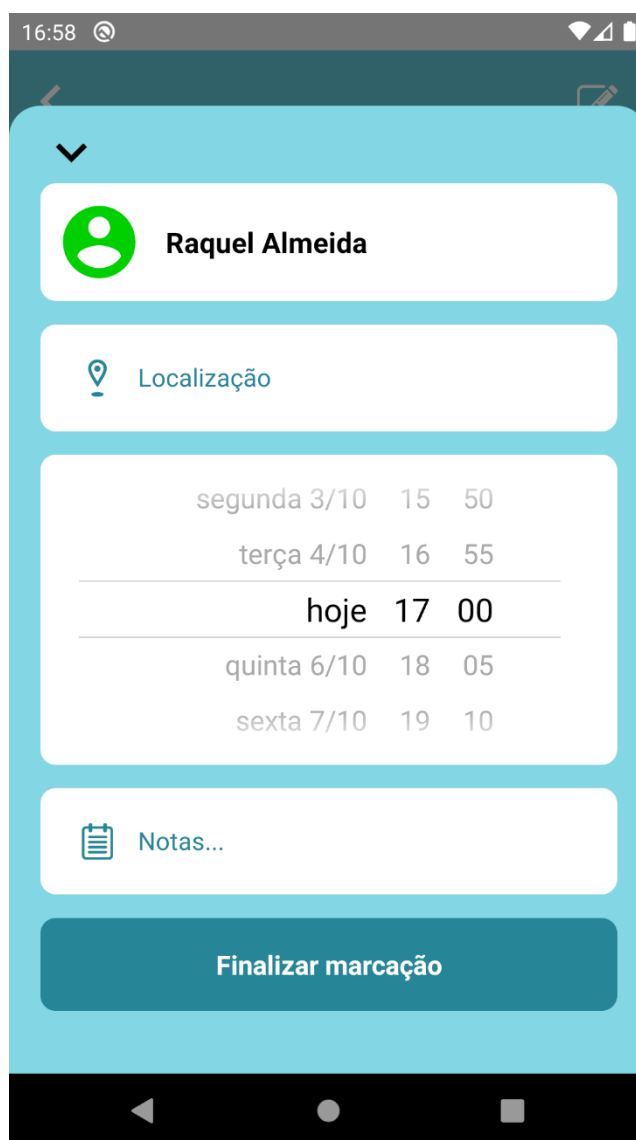 16:58
Raquel Almeida
Localização
segunda 3/10 15 50
terça 4/10 16 55
hoje 17 00
quinta 6/10 18 05
sexta 7/10 19 10
Notas...
Finalizar marcação